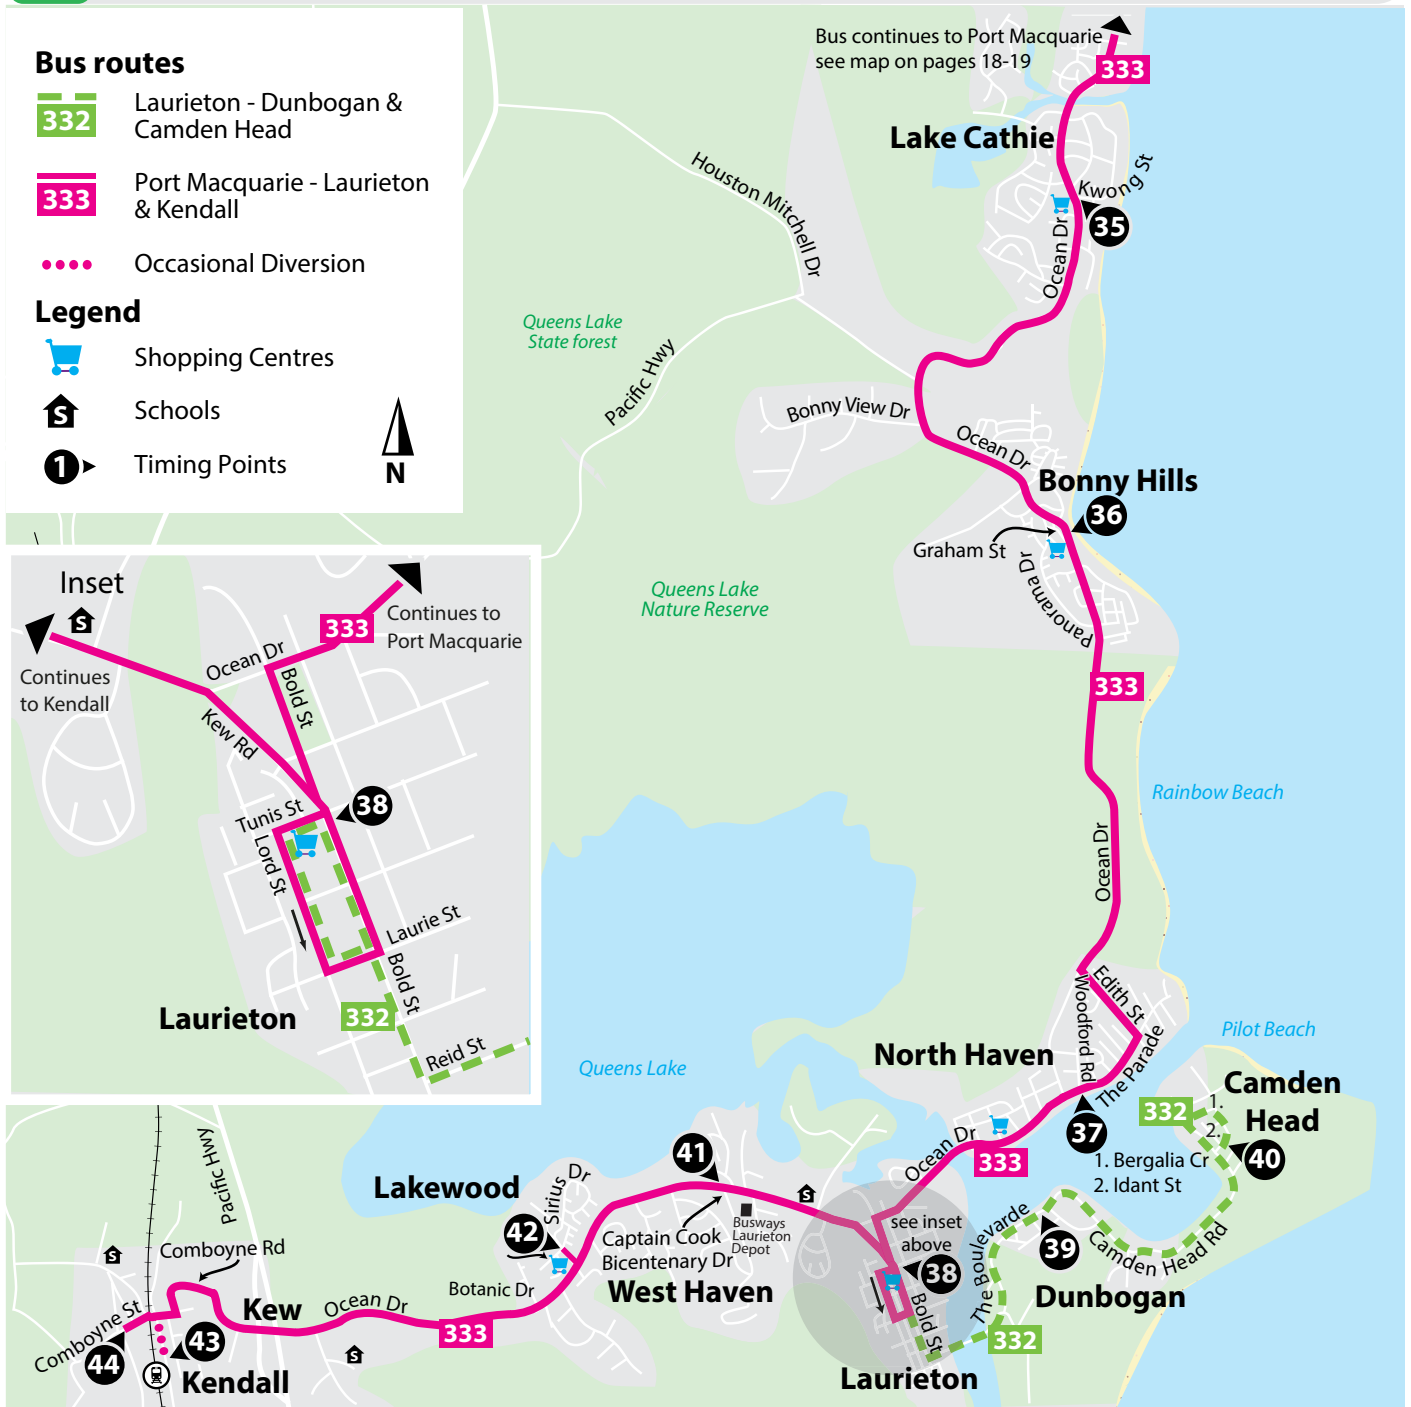 Bus routes
332
Laurieton - Dunbogan &
Camden Head
333
Port Macquarie - Laurieton
& Kendall
Occasional Diversion
Legend
Shopping Centres
S
Schools
1
Timing Points
N
Bus continues to Port Macquarie
see map on pages 18-19
333
Lake Cathie
Kwong St
35
Ocean Dr
Houston Mitchell Dr
Queens Lake
State forest
Pacific Hwy
Bonny View Dr
Ocean Dr
Bonny Hills
36
Graham St
Panorama Dr
Queens Lake
Nature Reserve
333
Rainbow Beach
Ocean Dr
Inset
S
Continues
to Kendall
333
Continues to
Port Macquarie
Ocean Dr
Bold St
Kew Rd
Tunis St
38
Lord St
Laurie St
Bold St
Laurieton
332
Reid St
Edith St
Woodford Rd
The Parade
North Haven
Pilot Beach
Queens Lake
Camden
Head
332
1.
2.
37
40
1. Bergalia Cr
2. Idant St
Ocean Dr
333
41
Lakewood
Sirius Dr
S
42
Captain Cook
Bicentenary Dr
Busways
Laurieton
Depot
West Haven
see inset
above
38
The Boulevarde
39
Camden Head Rd
Dunbogan
Bold St
332
Laurieton
Pacific Hwy
S
Comboyne Rd
Kew
Ocean Dr
Botanic Dr
333
S
Comboyne St
44
43
Kendall